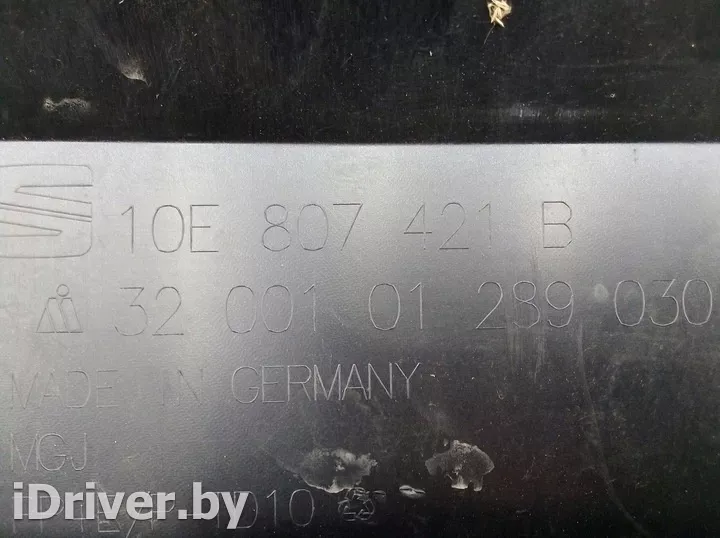 10E 807 421 B
32 001 01 289 030
MADE IN GERMANY
MGJ
iDriver.by